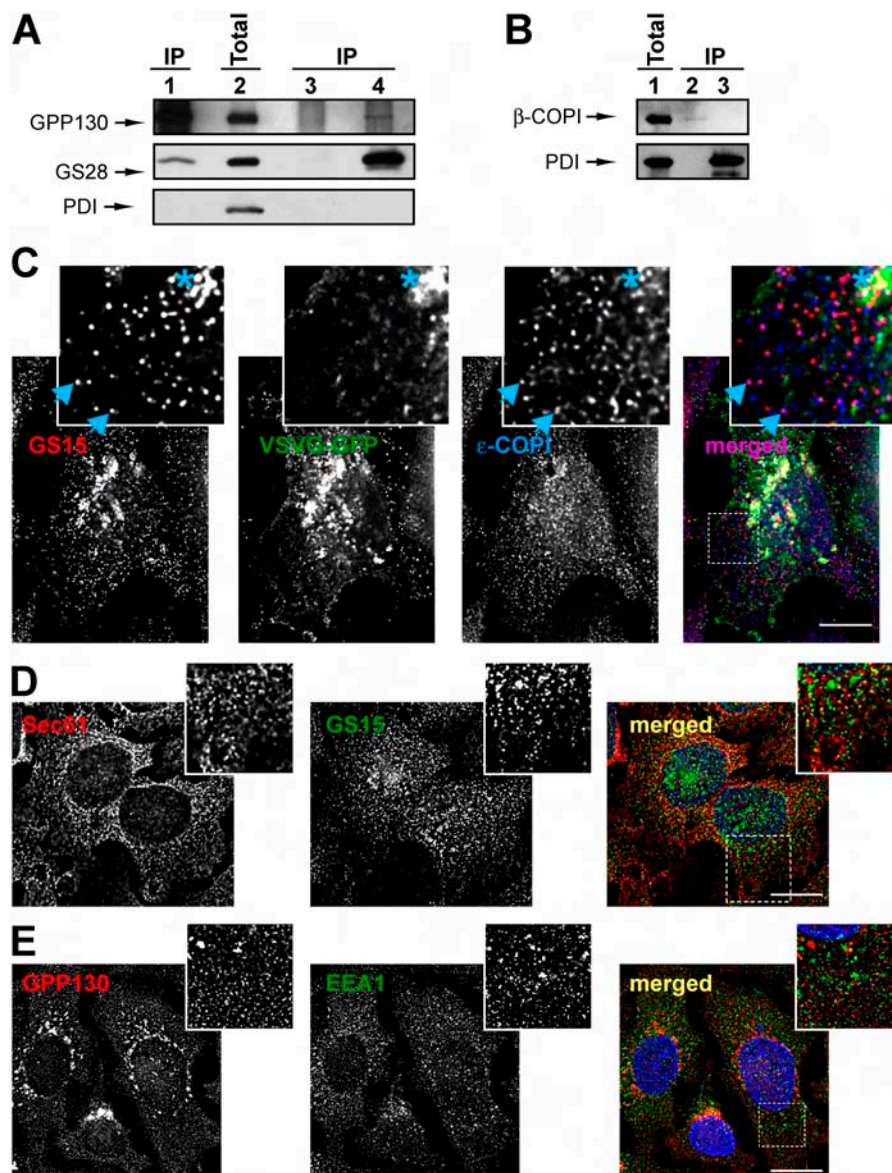 A
IP
Total
IP
1 2 3 4
GPP130
GS28
PDI
B
Total
IP
1 2 3
β-COPI
PDI
C
* * * *
GS15
VSVG-GFP
ε-COPI
merged
D
Sec61
GS15
merged
E
GPP130
EEA1
merged